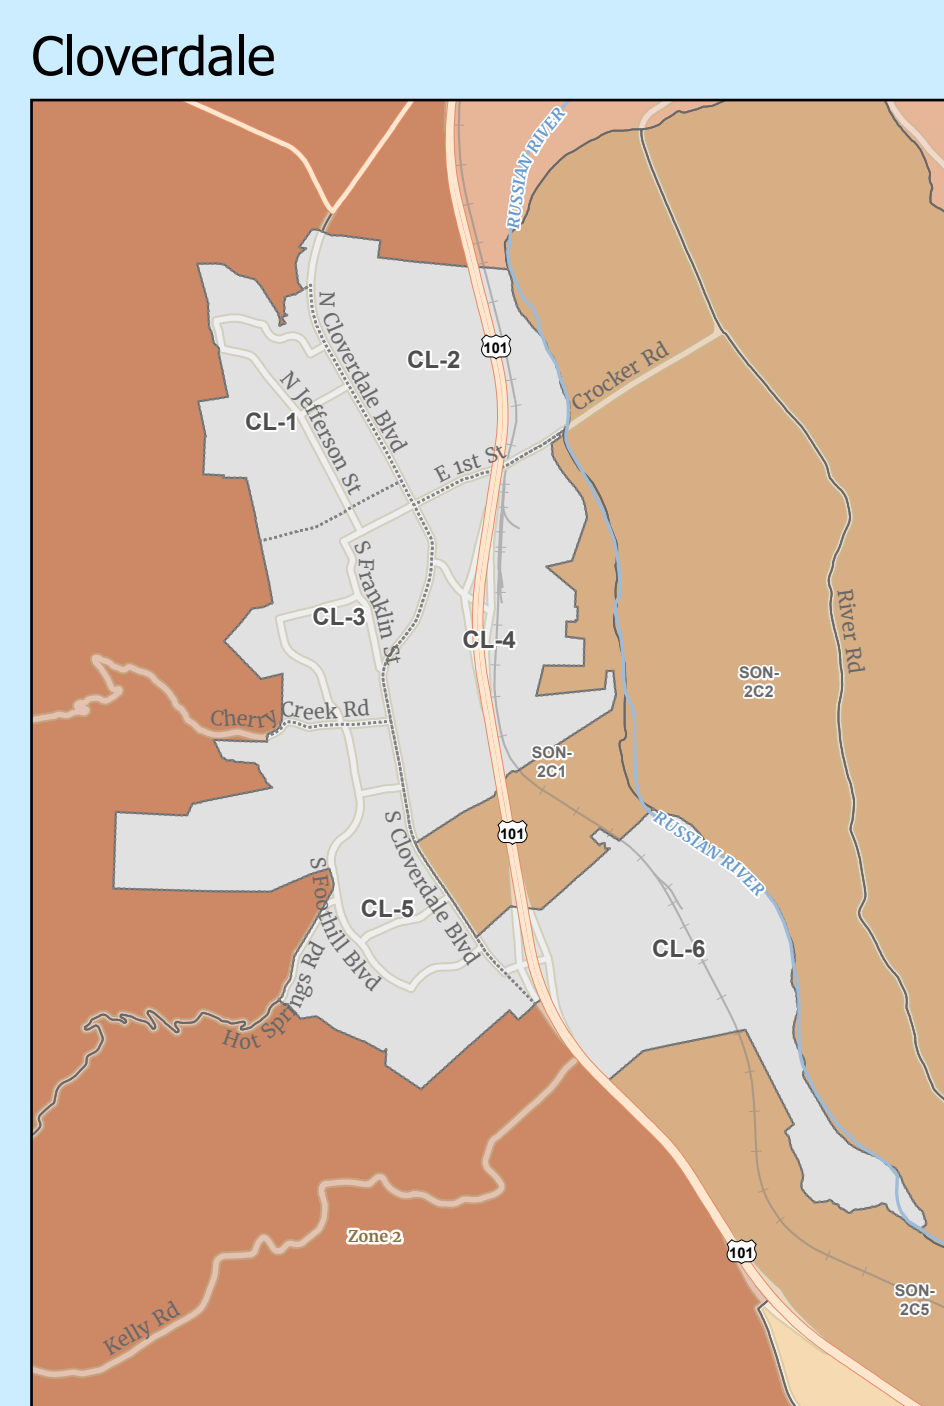 Cloverdale
RUSSIAN RIVER
N Cloverdale Blvd
CL-2
101
Crocker Rd
N Jefferson St
CL-1
E 1st St
S Franklin St
CL-3
CL-4
River Rd
SON-
2C2
Cherry Creek Rd
SON-
2C1
101
RUSSIAN RIVER
S Cloverdale Blvd
S Foothill Blvd
CL-5
CL-6
Hot Springs Rd
Zone 2
101
SON-
2C5
Kelly Rd